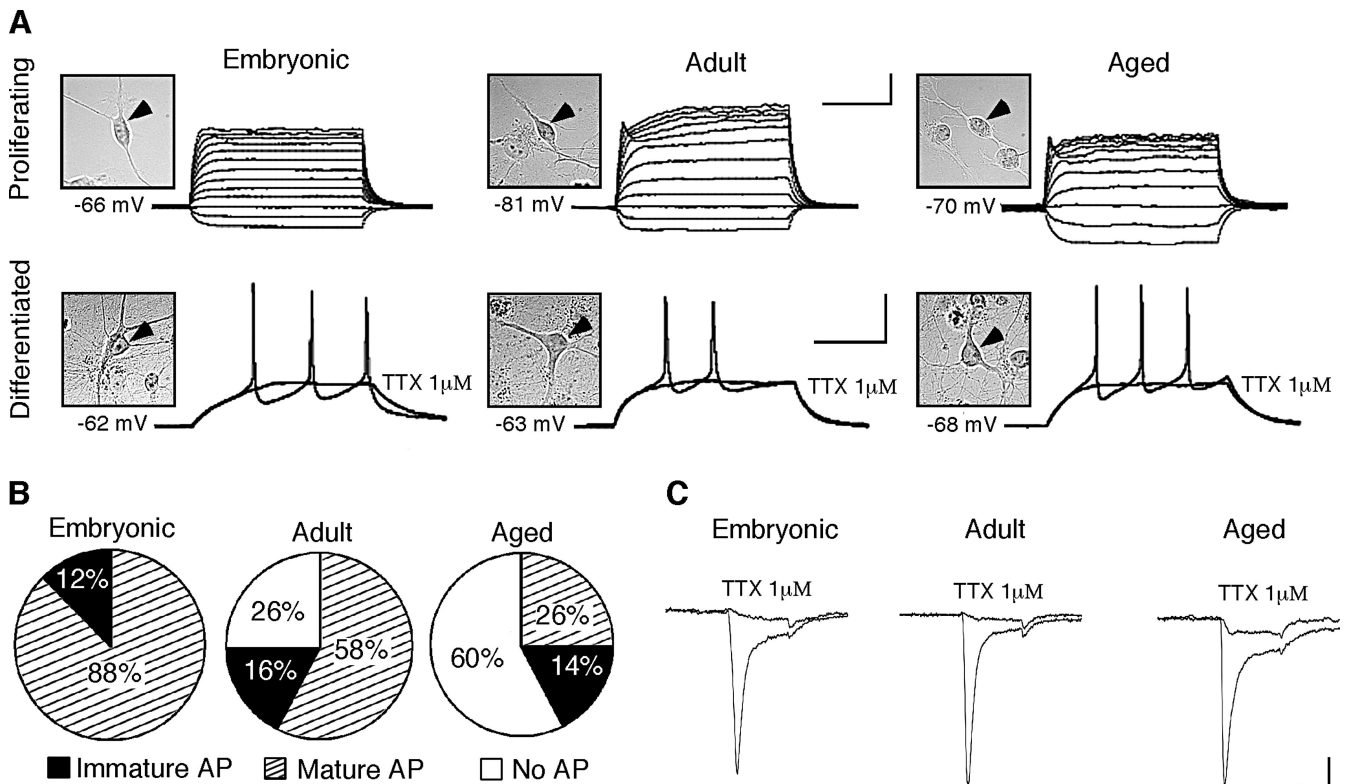 A
Embryonic
Adult
Aged
Proliferating
-66 mV
-81 mV
-70 mV
Differentiated
TTX 1µM
TTX 1µM
TTX 1µM
-62 mV
-63 mV
-68 mV
B
C
Embryonic
Adult
Aged
Embryonic
Adult
Aged
12%
88%
26%
16%
58%
60%
26%
14%
TTX 1µM
TTX 1µM
TTX 1µM
Immature AP
Mature AP
No AP